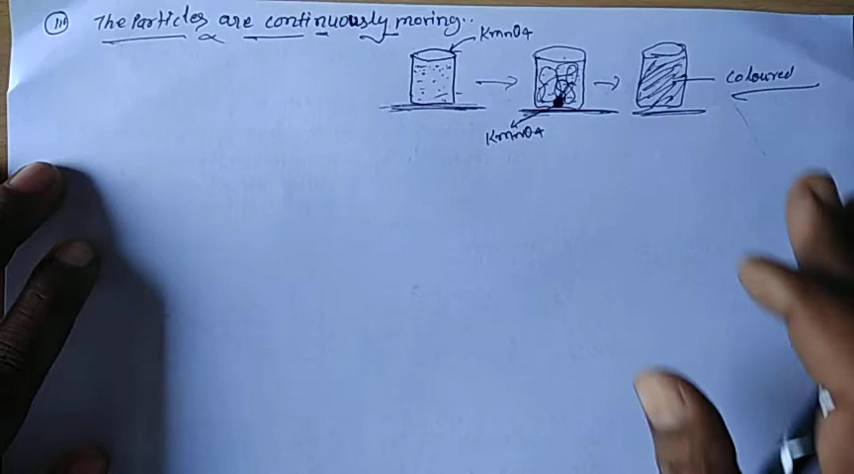 (iii) The Particles are continuously moving..
KmnO4
coloured
KmnO4